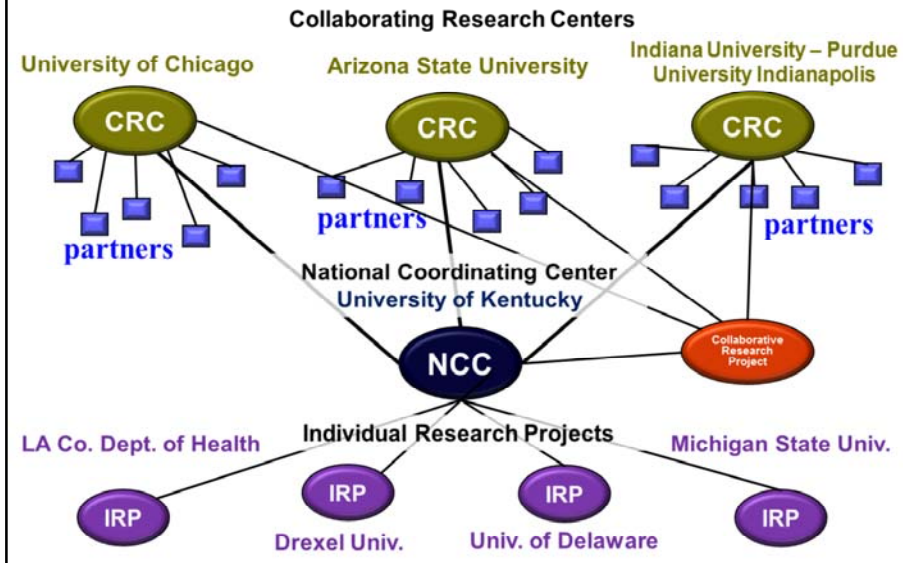 Collaborating Research Centers
University of Chicago
Arizona State University
Indiana University – Purdue
University Indianapolis
CRC
CRC
CRC
partners
partners
partners
National Coordinating Center
University of Kentucky
NCC
Collaborative
Research
Project
LA Co. Dept. of Health
Individual Research Projects
Michigan State Univ.
IRP
IRP
IRP
IRP
Drexel Univ.
Univ. of Delaware